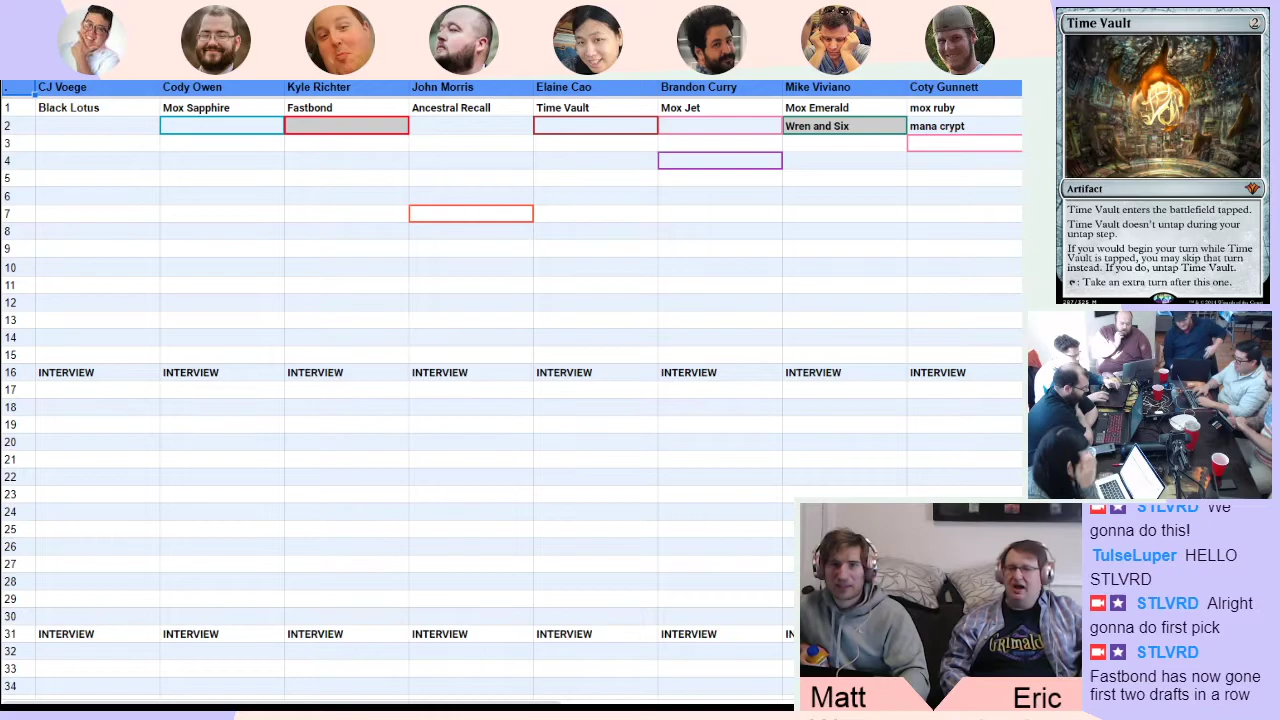 . CJ Voege Cody Owen Kyle Richter John Morris Elaine Cao Brandon Curry Mike Viviano Coty Gunnett
1 Black Lotus Mox Sapphire Fastbond Ancestral Recall Time Vault Mox Jet Mox Emerald mox ruby
2 Wren and Six mana crypt
3
4
5
6
7
8
9
10
11
12
13
14
15
16 INTERVIEW INTERVIEW INTERVIEW INTERVIEW INTERVIEW INTERVIEW INTERVIEW INTERVIEW
17
18
19
20
21
22
23
24
25
26
27
28
29
30
31 INTERVIEW INTERVIEW INTERVIEW INTERVIEW INTERVIEW INTERVIEW IN
32
33
34
Time Vault 2
Artifact
Time Vault enters the battlefield tapped.
Time Vault doesn't untap during your
untap step.
If you would begin your turn while Time
Vault is tapped, you may skip that turn
instead. If you do, untap Time Vault.
: Take an extra turn after this one.
GRIMALD
Matt Eric
STLVRD We
gonna do this!
TulseLuper HELLO
STLVRD
STLVRD Alright
gonna do first pick
STLVRD
Fastbond has now gone
first two drafts in a row